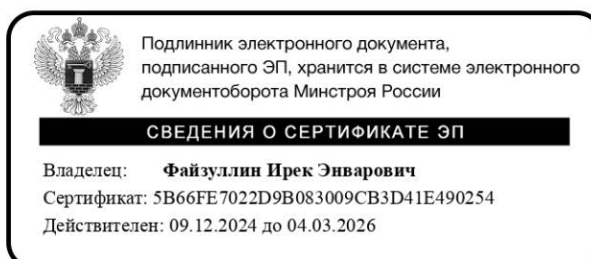 Подлинник электронного документа,
подписанного ЭП, хранится в системе электронного
документоборота Минстроя России
СВЕДЕНИЯ О СЕРТИФИКАТЕ ЭП
Владелец: Файзуллин Ирек Энварович
Сертификат: 5B66FE7022D9B083009CB3D41E490254
Действителен: 09.12.2024 до 04.03.2026